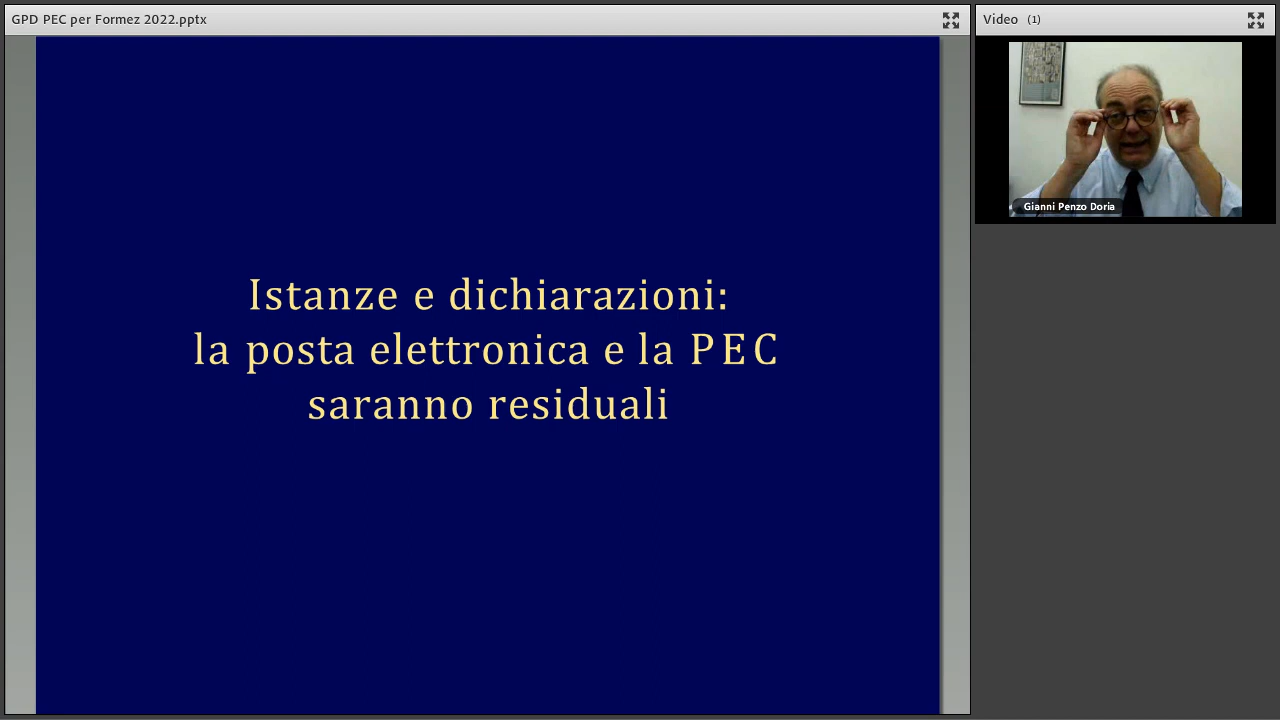 GPD PEC per Formez 2022.pptx
Video (1)
Gianni Penzo Doria
Istanze e dichiarazioni:
la posta elettronica e la PEC
saranno residuali